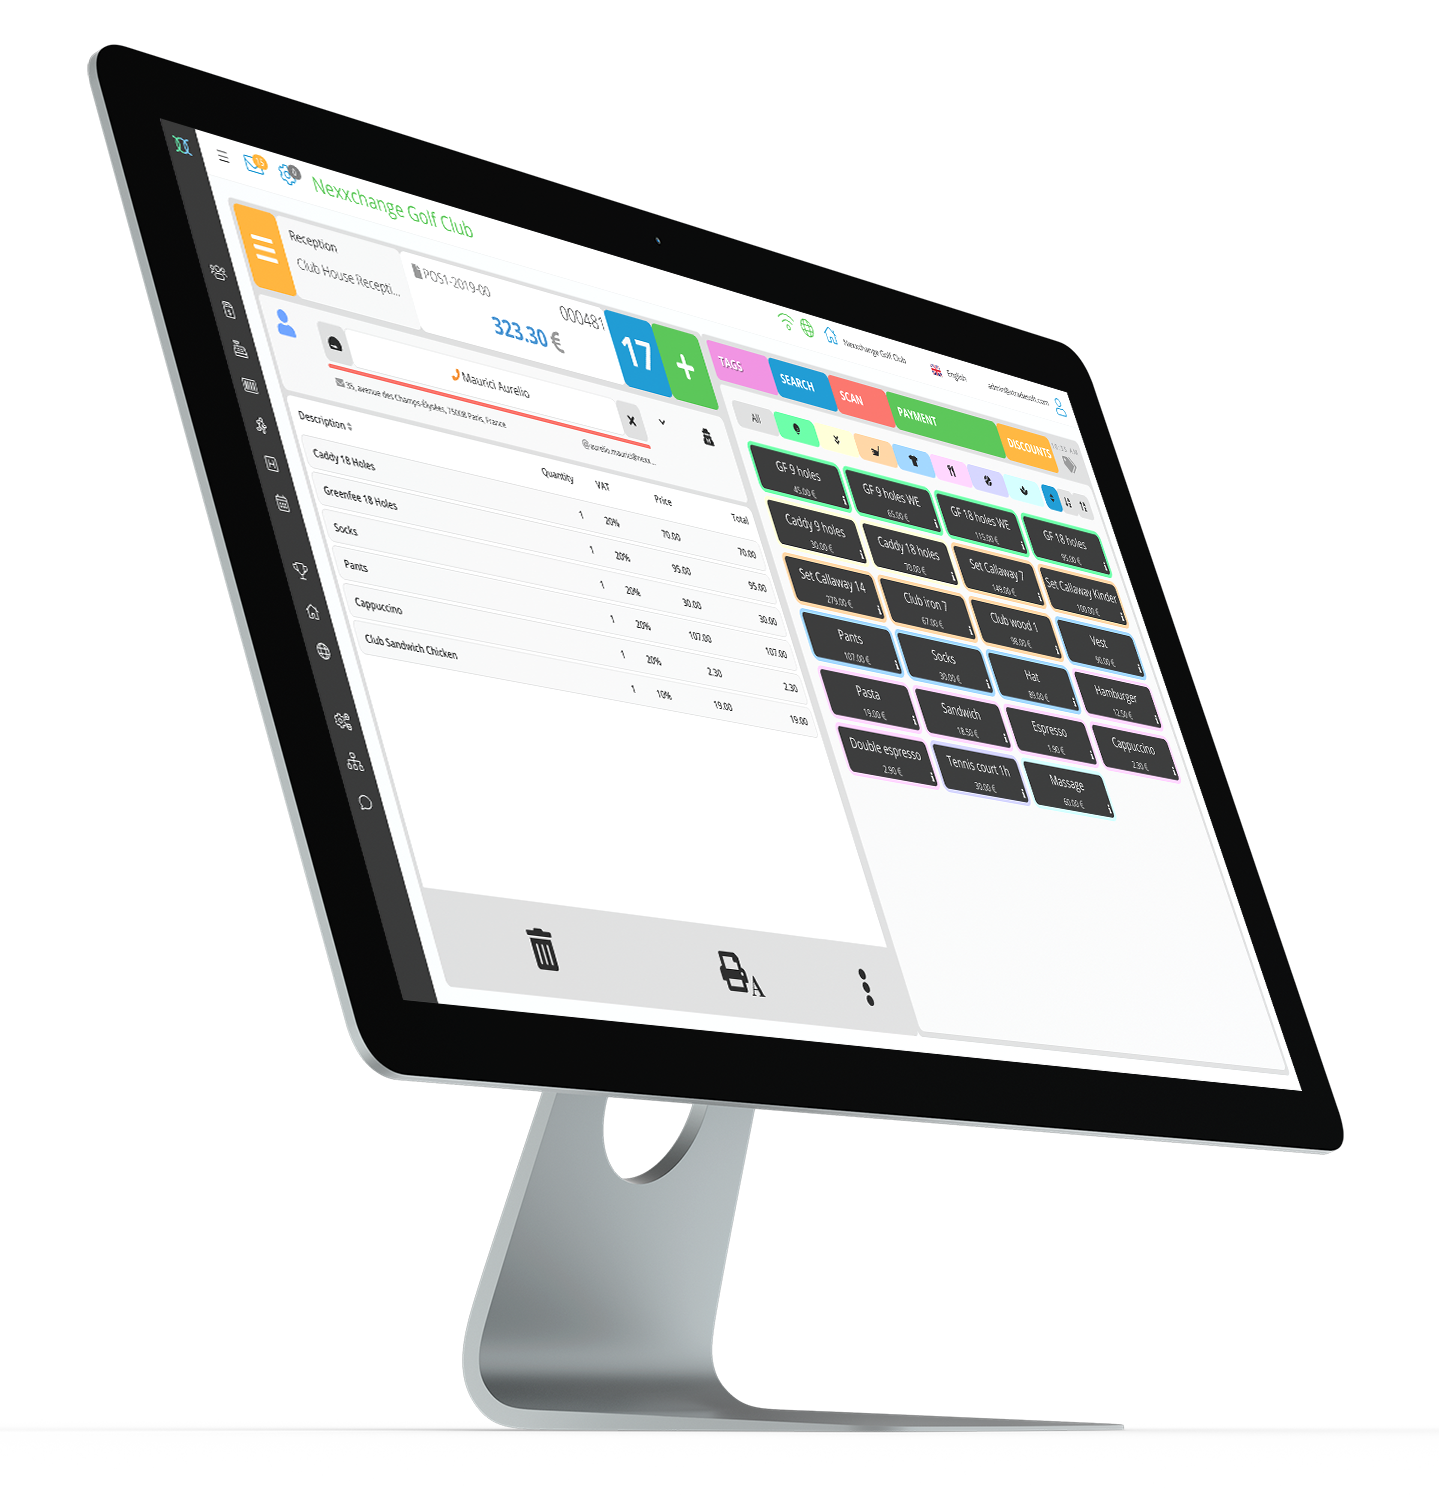 Nexxchange Golf Club
Nexxchange Golf Club
English
admin@xtradesoft.com
Reception
Club House Recepti...
POS1-2019-00
000481
323.30 €
17
+
TAGS
SEARCH
SCAN
PAYMENT
DISCOUNTS
Maurici Aurelio
35, avenue des Champs-Élysées, 75008 Paris, France
@aurelio.maurici@nexx...
X
All
Description
Quantity
VAT
Price
Total
Caddy 18 Holes 1 20% 70.00 70.00
Greenfee 18 Holes 1 20% 95.00 95.00
Socks 1 20% 30.00 30.00
Pants 1 20% 107.00 107.00
Cappuccino 1 20% 2.30 2.30
Club Sandwich Chicken 1 10% 19.00 19.00
GF 9 holes
45.00 €
GF 9 holes WE
65.00 €
GF 18 holes WE
115.00 €
GF 18 holes
95.00 €
Caddy 9 holes
30.00 €
Caddy 18 holes
70.00 €
Set Callaway 7
149.00 €
Set Callaway Kinder
100.00 €
Set Callaway 14
279.00 €
Club iron 7
67.00 €
Club wood 1
98.00 €
Vest
90.00 €
Pants
107.00 €
Socks
30.00 €
Hat
89.00 €
Hamburger
12.50 €
Pasta
19.00 €
Sandwich
18.50 €
Espresso
1.90 €
Cappuccino
2.30 €
Double espresso
2.90 €
Tennis court 1h
30.00 €
Massage
60.00 €
A